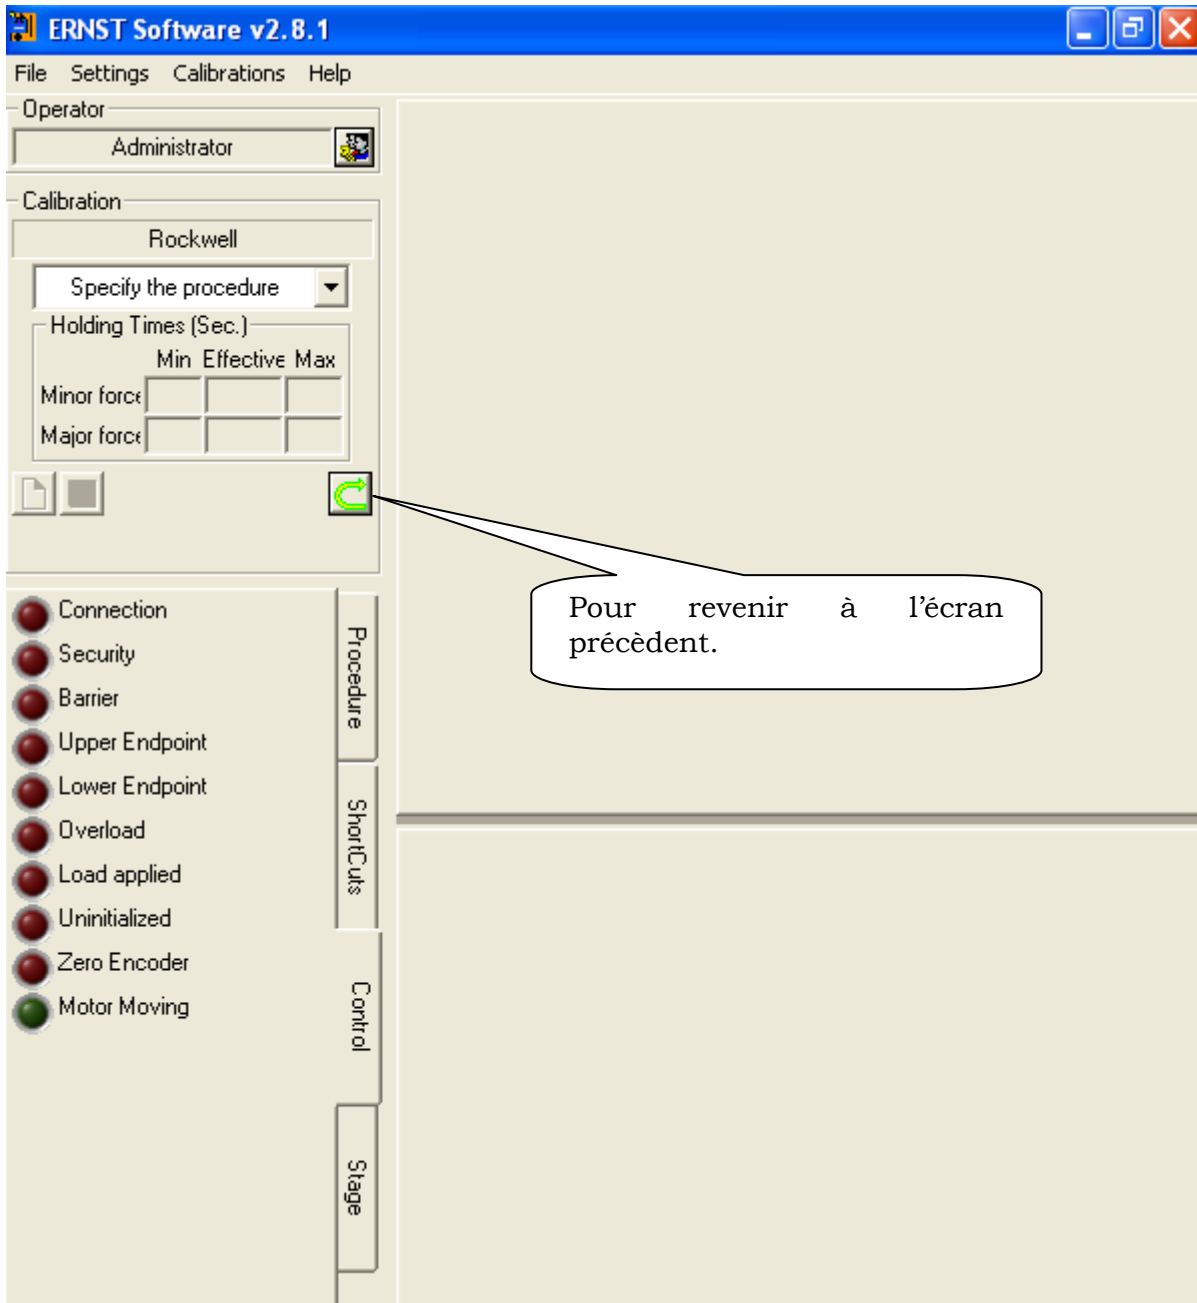 ERNST Software v2.8.1
File Settings Calibrations Help
Operator
Administrator
Calibration
Rockwell
Specify the procedure
Holding Times (Sec.)
Min Effective Max
Minor force
Major force
Pour revenir à l’écran
précèdent.
Connection
Security
Barrier
Upper Endpoint
Lower Endpoint
Overload
Load applied
Uninitialized
Zero Encoder
Motor Moving
Procedure
ShortCuts
Control
Stage